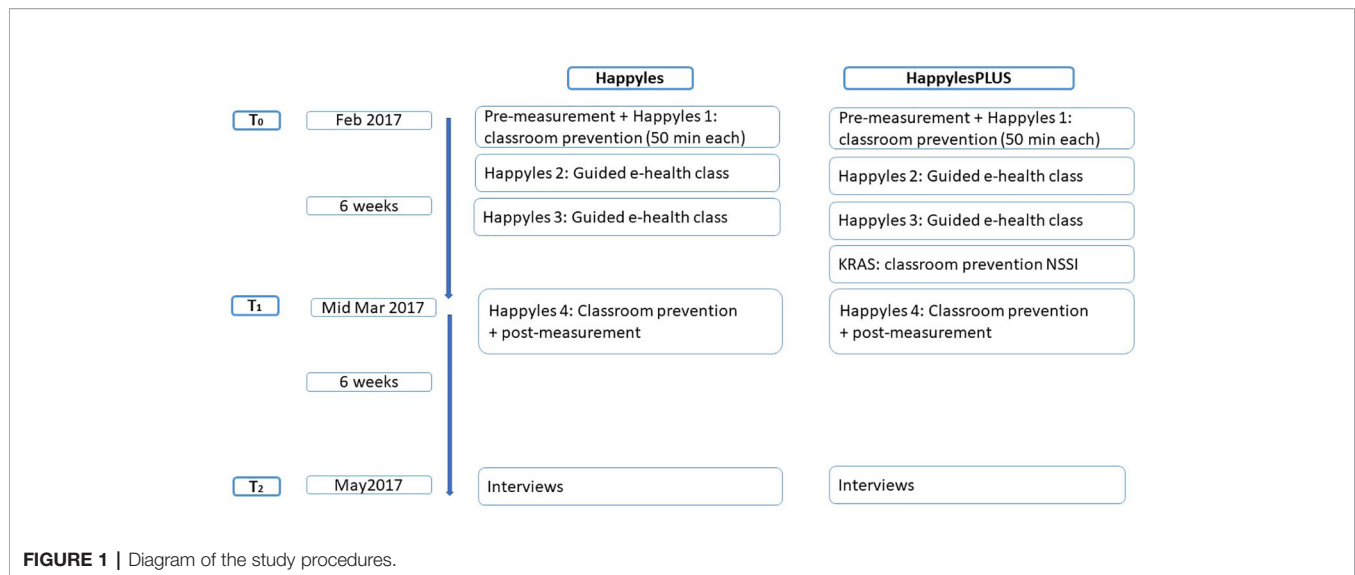 Happyles
HappylesPLUS
T0
Feb 2017
Pre-measurement + Happyles 1:
classroom prevention (50 min each)
Pre-measurement + Happyles 1:
classroom prevention (50 min each)
Happyles 2: Guided e-health class
Happyles 2: Guided e-health class
6 weeks
Happyles 3: Guided e-health class
Happyles 3: Guided e-health class
KRAS: classroom prevention NSSI
T1
Mid Mar 2017
Happyles 4: Classroom prevention
+ post-measurement
Happyles 4: Classroom prevention
+ post-measurement
6 weeks
T2
May2017
Interviews
Interviews
FIGURE 1 | Diagram of the study procedures.